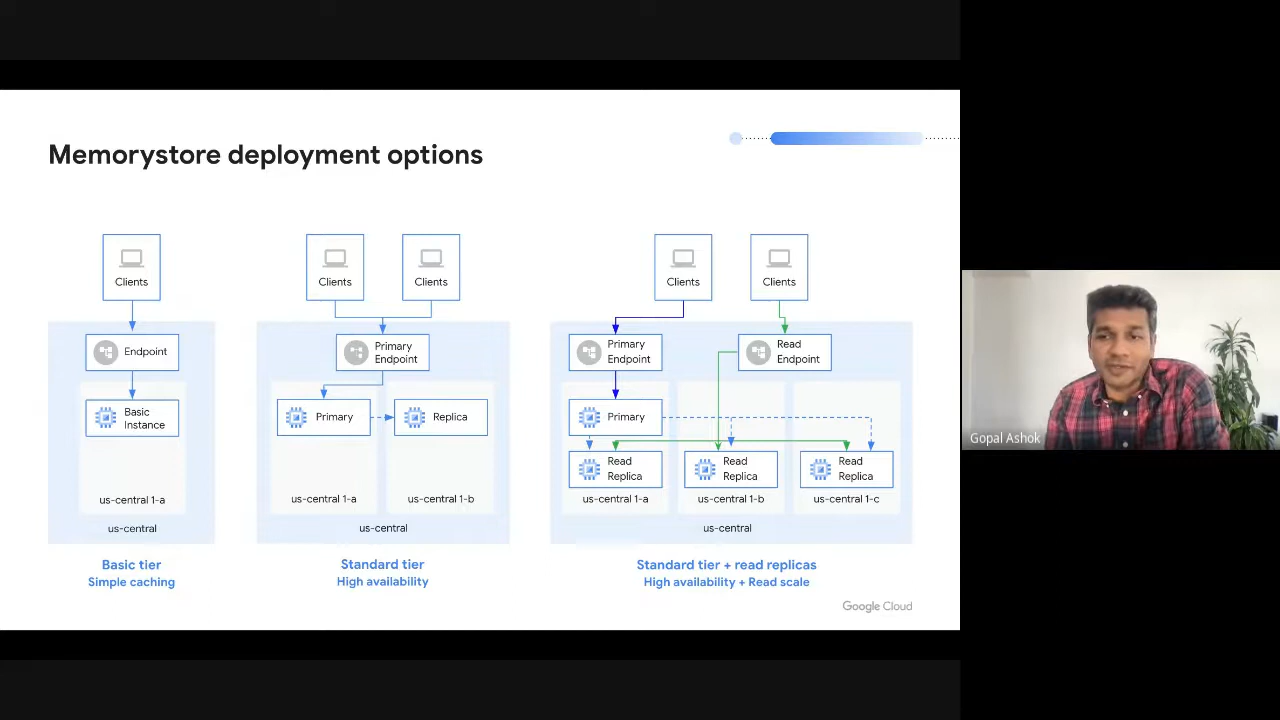 Memorystore deployment options
Clients
Endpoint
Basic
Instance
us-central 1-a
us-central
Basic tier
Simple caching
Clients
Clients
Primary
Endpoint
Primary
Replica
us-central 1-a
us-central 1-b
us-central
Standard tier
High availability
Clients
Clients
Primary
Endpoint
Read
Endpoint
Primary
Read
Replica
Read
Replica
Read
Replica
us-central 1-a
us-central 1-b
us-central 1-c
us-central
Standard tier + read replicas
High availability + Read scale
Google Cloud
Gopal Ashok